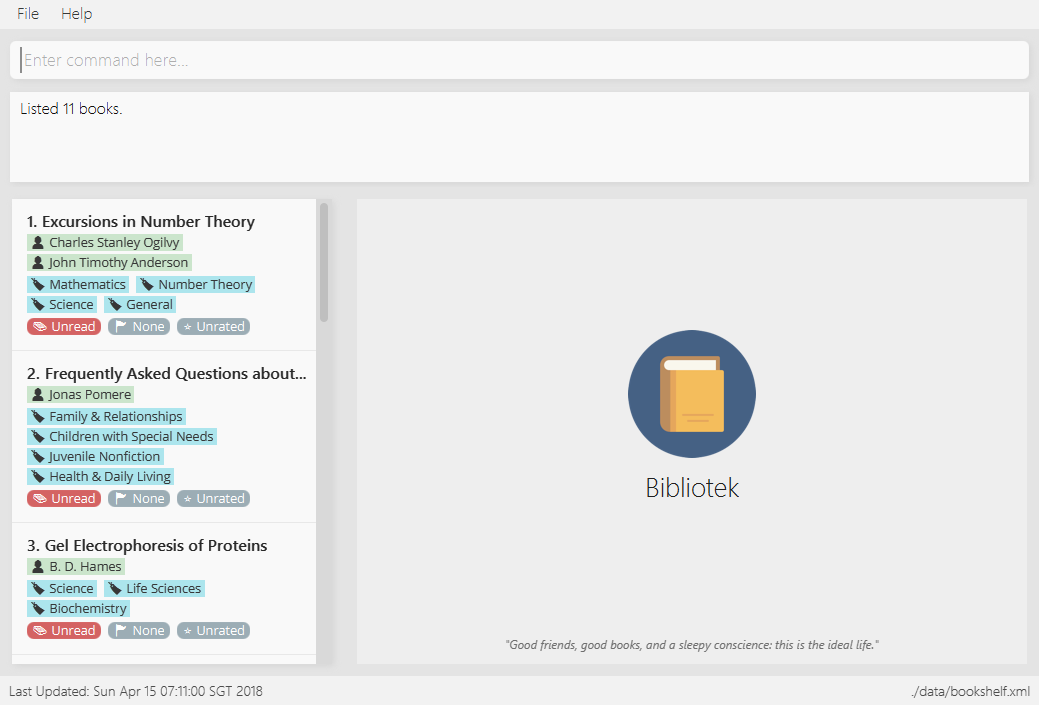 File Help
Enter command here...
Listed 11 books.
1. Excursions in Number Theory
Charles Stanley Ogilvy
John Timothy Anderson
Mathematics Number Theory
Science General
Unread None Unrated
2. Frequently Asked Questions about...
Jonas Pomere
Family & Relationships
Children with Special Needs
Juvenile Nonfiction
Health & Daily Living
Unread None Unrated
3. Gel Electrophoresis of Proteins
B. D. Hames
Science Life Sciences
Biochemistry
Unread None Unrated
Bibliotek
"Good friends, good books, and a sleepy conscience: this is the ideal life."
Last Updated: Sun Apr 15 07:11:00 SGT 2018 ./data/bookshelf.xml